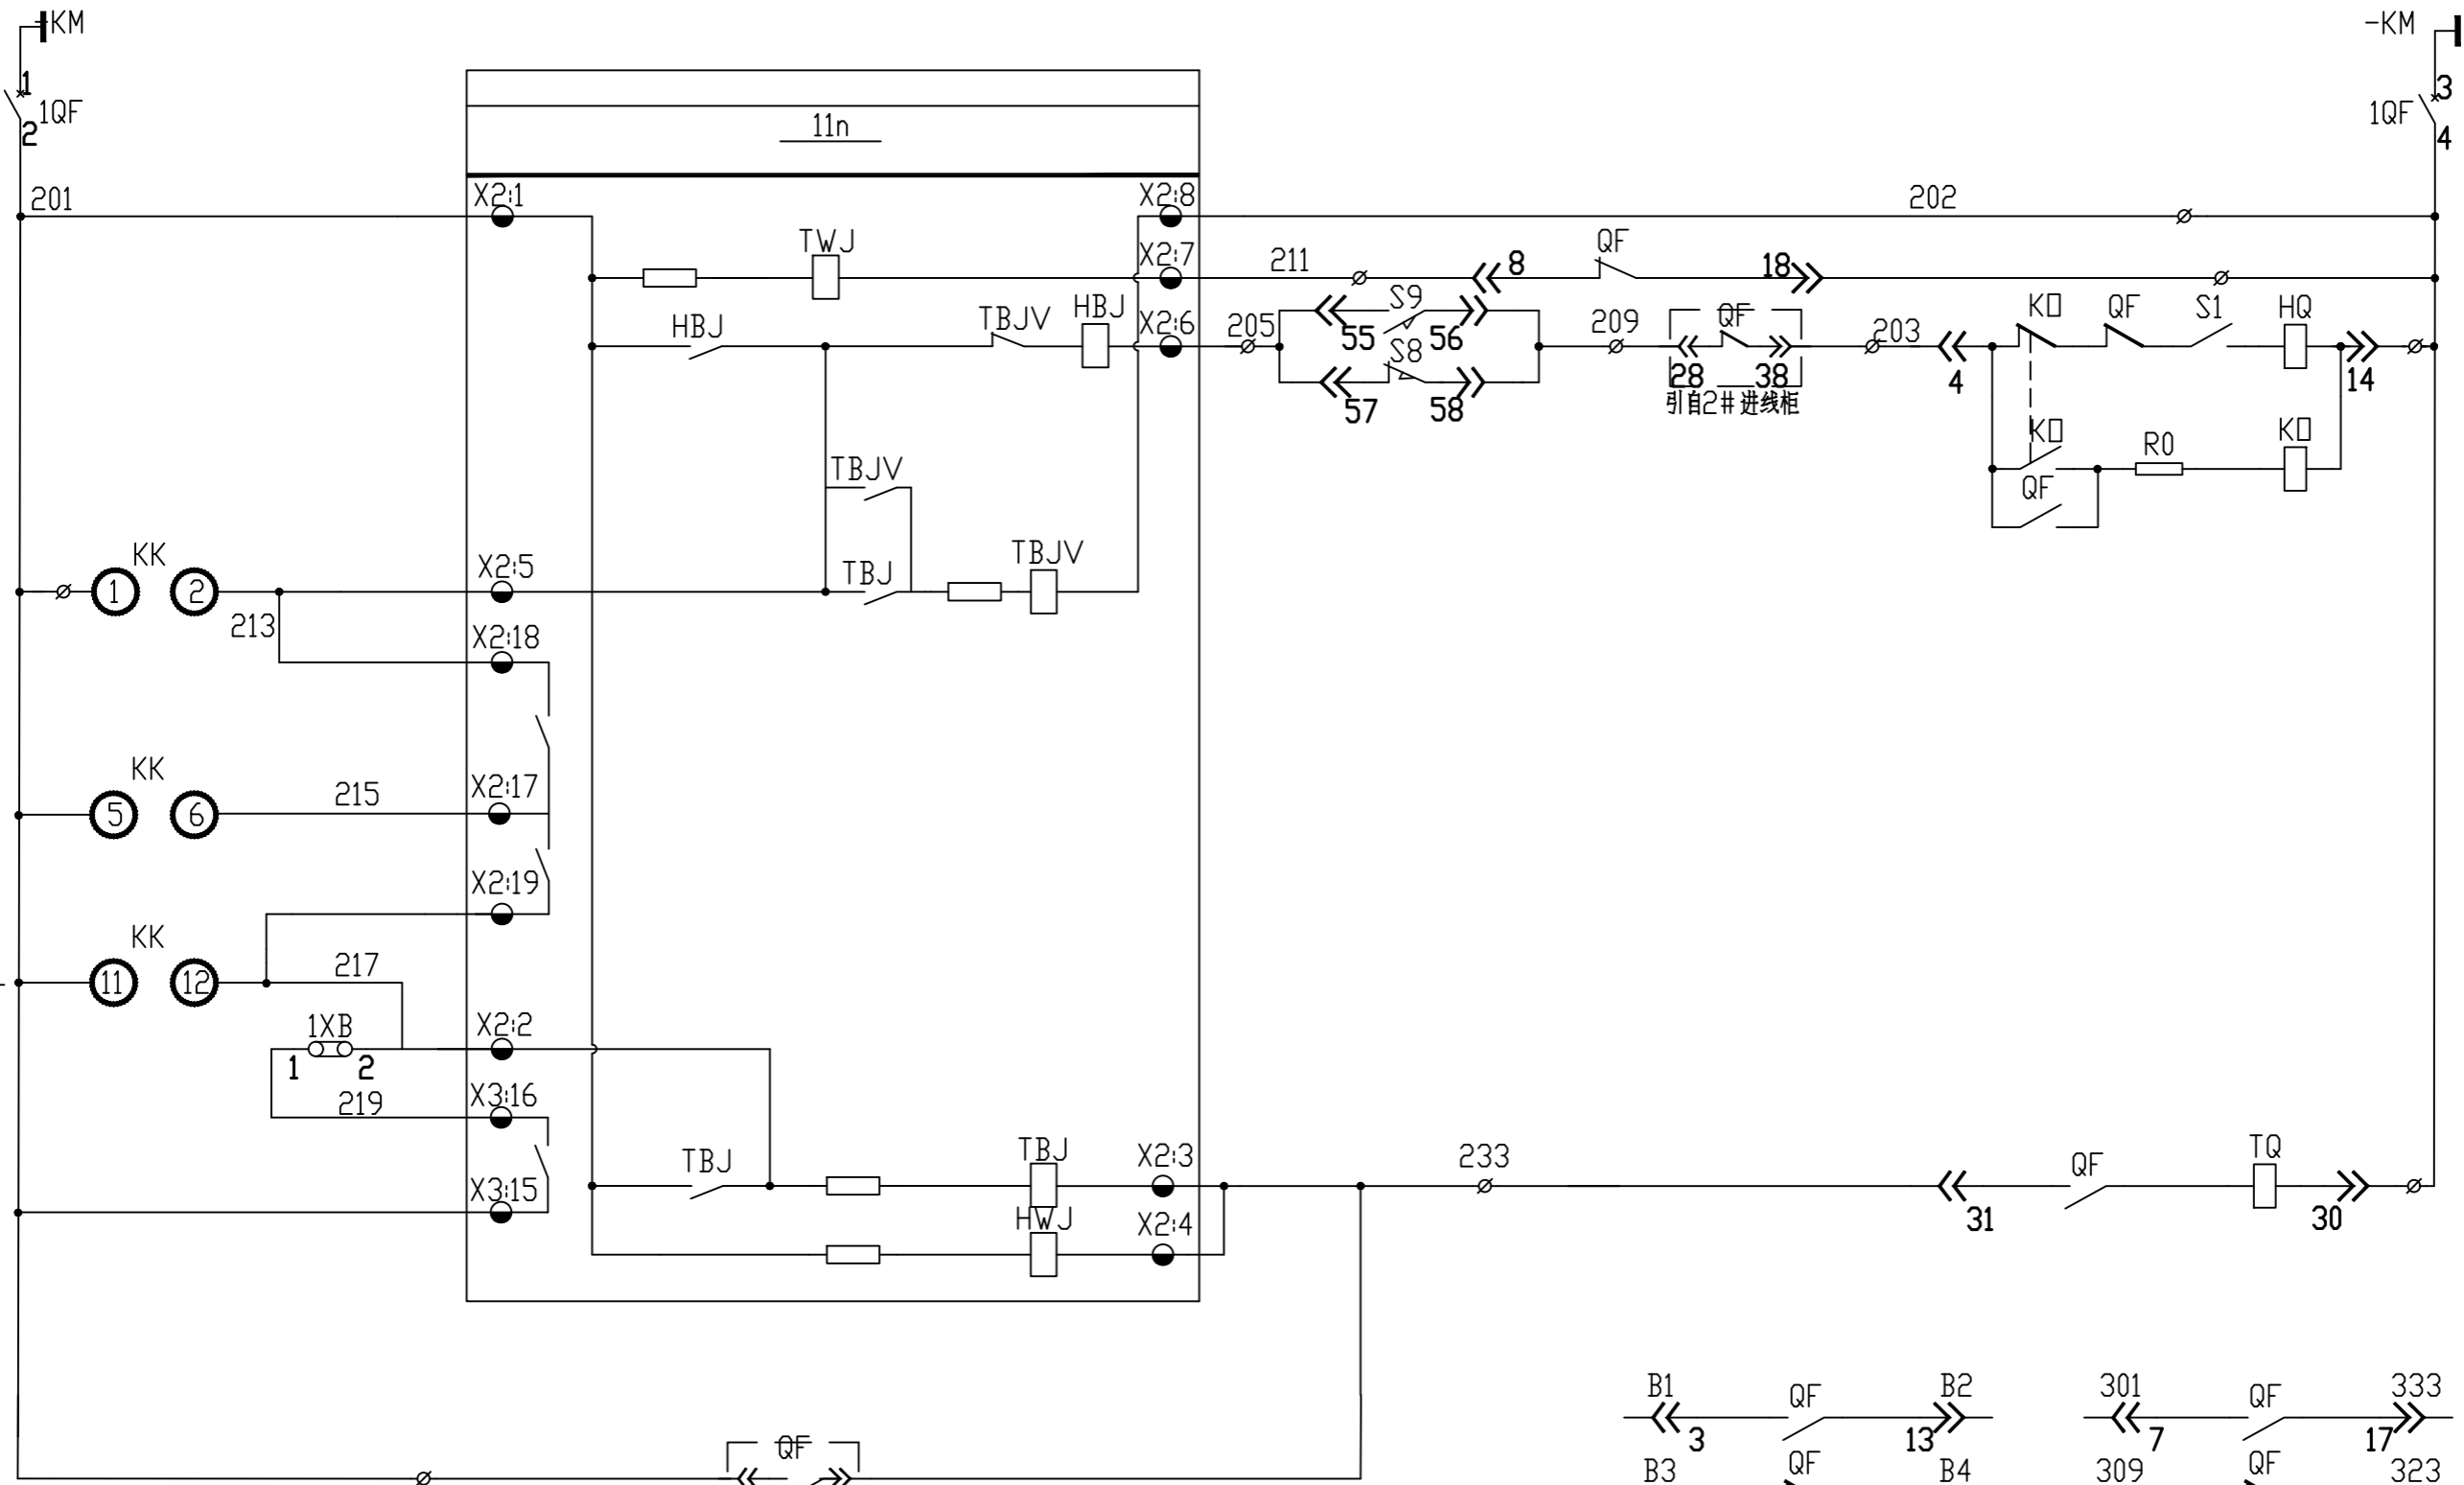 +KM
-KM
1
1QF
2
3
1QF
4
11n
201
X2:1
X2:8
202
TWJ
X2:7
211
8
QF
18
HBJ
TBJV
HBJ
X2:6
205
55
S9
56
57
S8
58
209
QF
28
38
引自2#进线柜
203
4
KO
QF
S1
HQ
14
KO
R0
KO
QF
TBJV
KK
1
2
X2:5
TBJ
TBJV
213
X2:18
KK
5
6
215
X2:17
X2:19
KK
11
12
217
1XB
1
2
X2:2
219
X3:16
X3:15
TBJ
TBJ
X2:3
233
31
QF
TQ
30
HWJ
X2:4
B1
QF
B2
3
13
301
QF
333
7
17
QF
B3
QF
B4
309
QF
323